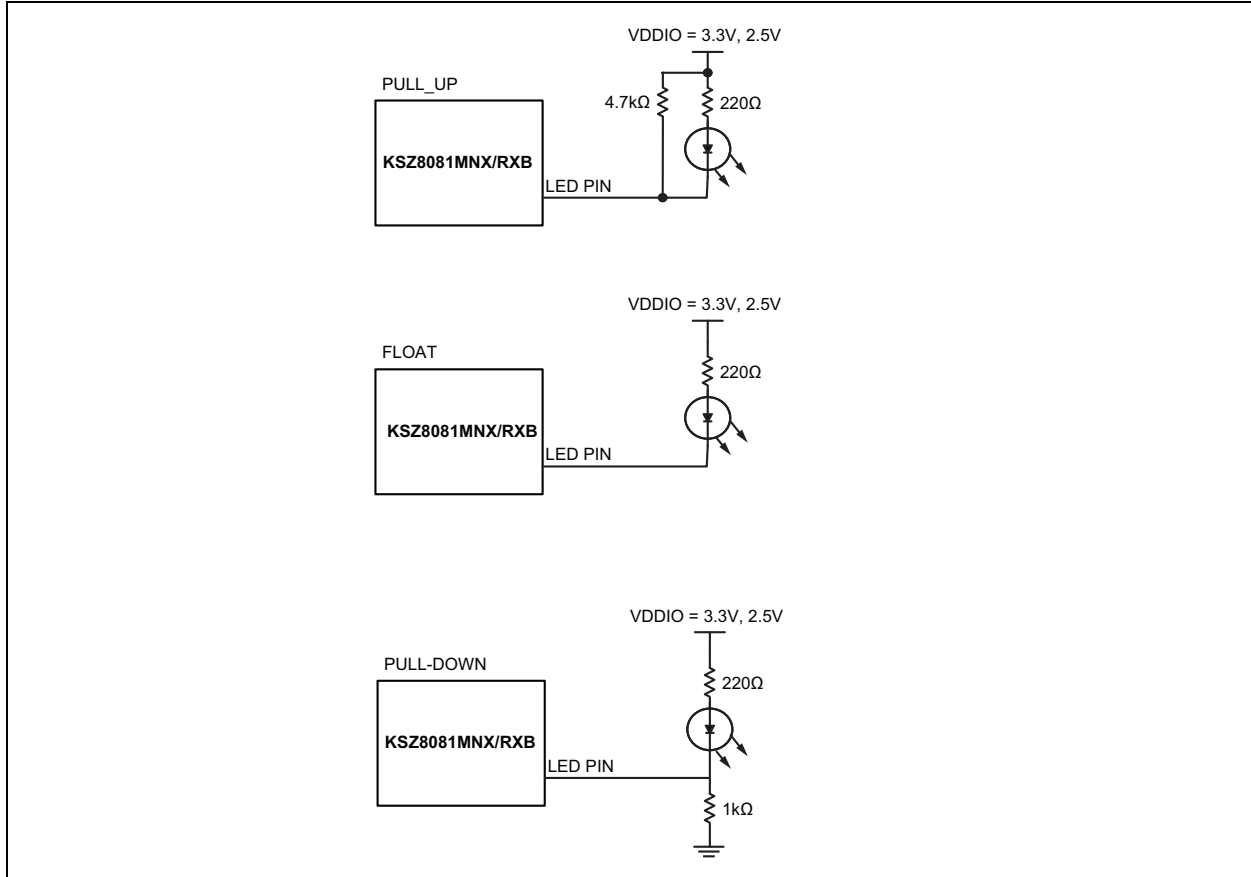 VDDIO = 3.3V, 2.5V
PULL_UP
4.7kΩ
220Ω
KSZ8081MNX/RXB
LED PIN
VDDIO = 3.3V, 2.5V
FLOAT
220Ω
KSZ8081MNX/RXB
LED PIN
VDDIO = 3.3V, 2.5V
PULL-DOWN
220Ω
KSZ8081MNX/RXB
LED PIN
1kΩ